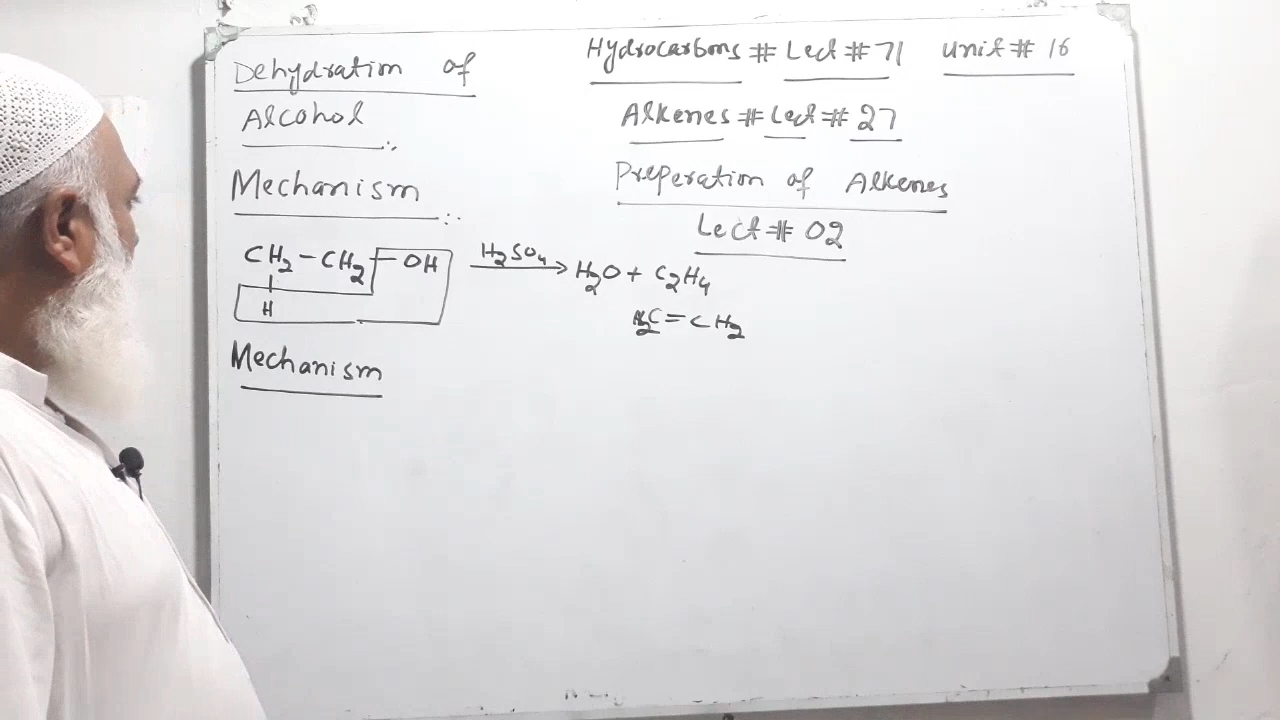 Dehydration of
Alcohol
Mechanism
CH2-CH2-OH H2SO4 → H2O + C2H4
H
H2C=CH2
Mechanism
Hydrocarbons # Lect # 71 Unit # 16
Alkenes # Lect # 27
Preperation of Alkenes
Lect # 02